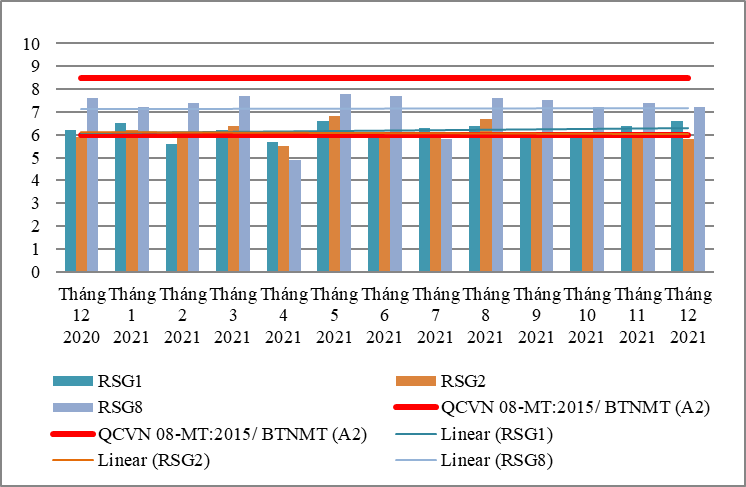 10
9
8
7
6
5
4
3
2
1
0
Tháng Tháng Tháng Tháng Tháng Tháng Tháng Tháng Tháng Tháng Tháng Tháng Tháng
12 1 2 3 4 5 6 7 8 9 10 11 12
2020 2021 2021 2021 2021 2021 2021 2021 2021 2021 2021 2021 2021
RSG1 RSG2
RSG8 QCVN 08-MT:2015/ BTNMT (A2)
QCVN 08-MT:2015/ BTNMT (A2) Linear (RSG1)
Linear (RSG2) Linear (RSG8)